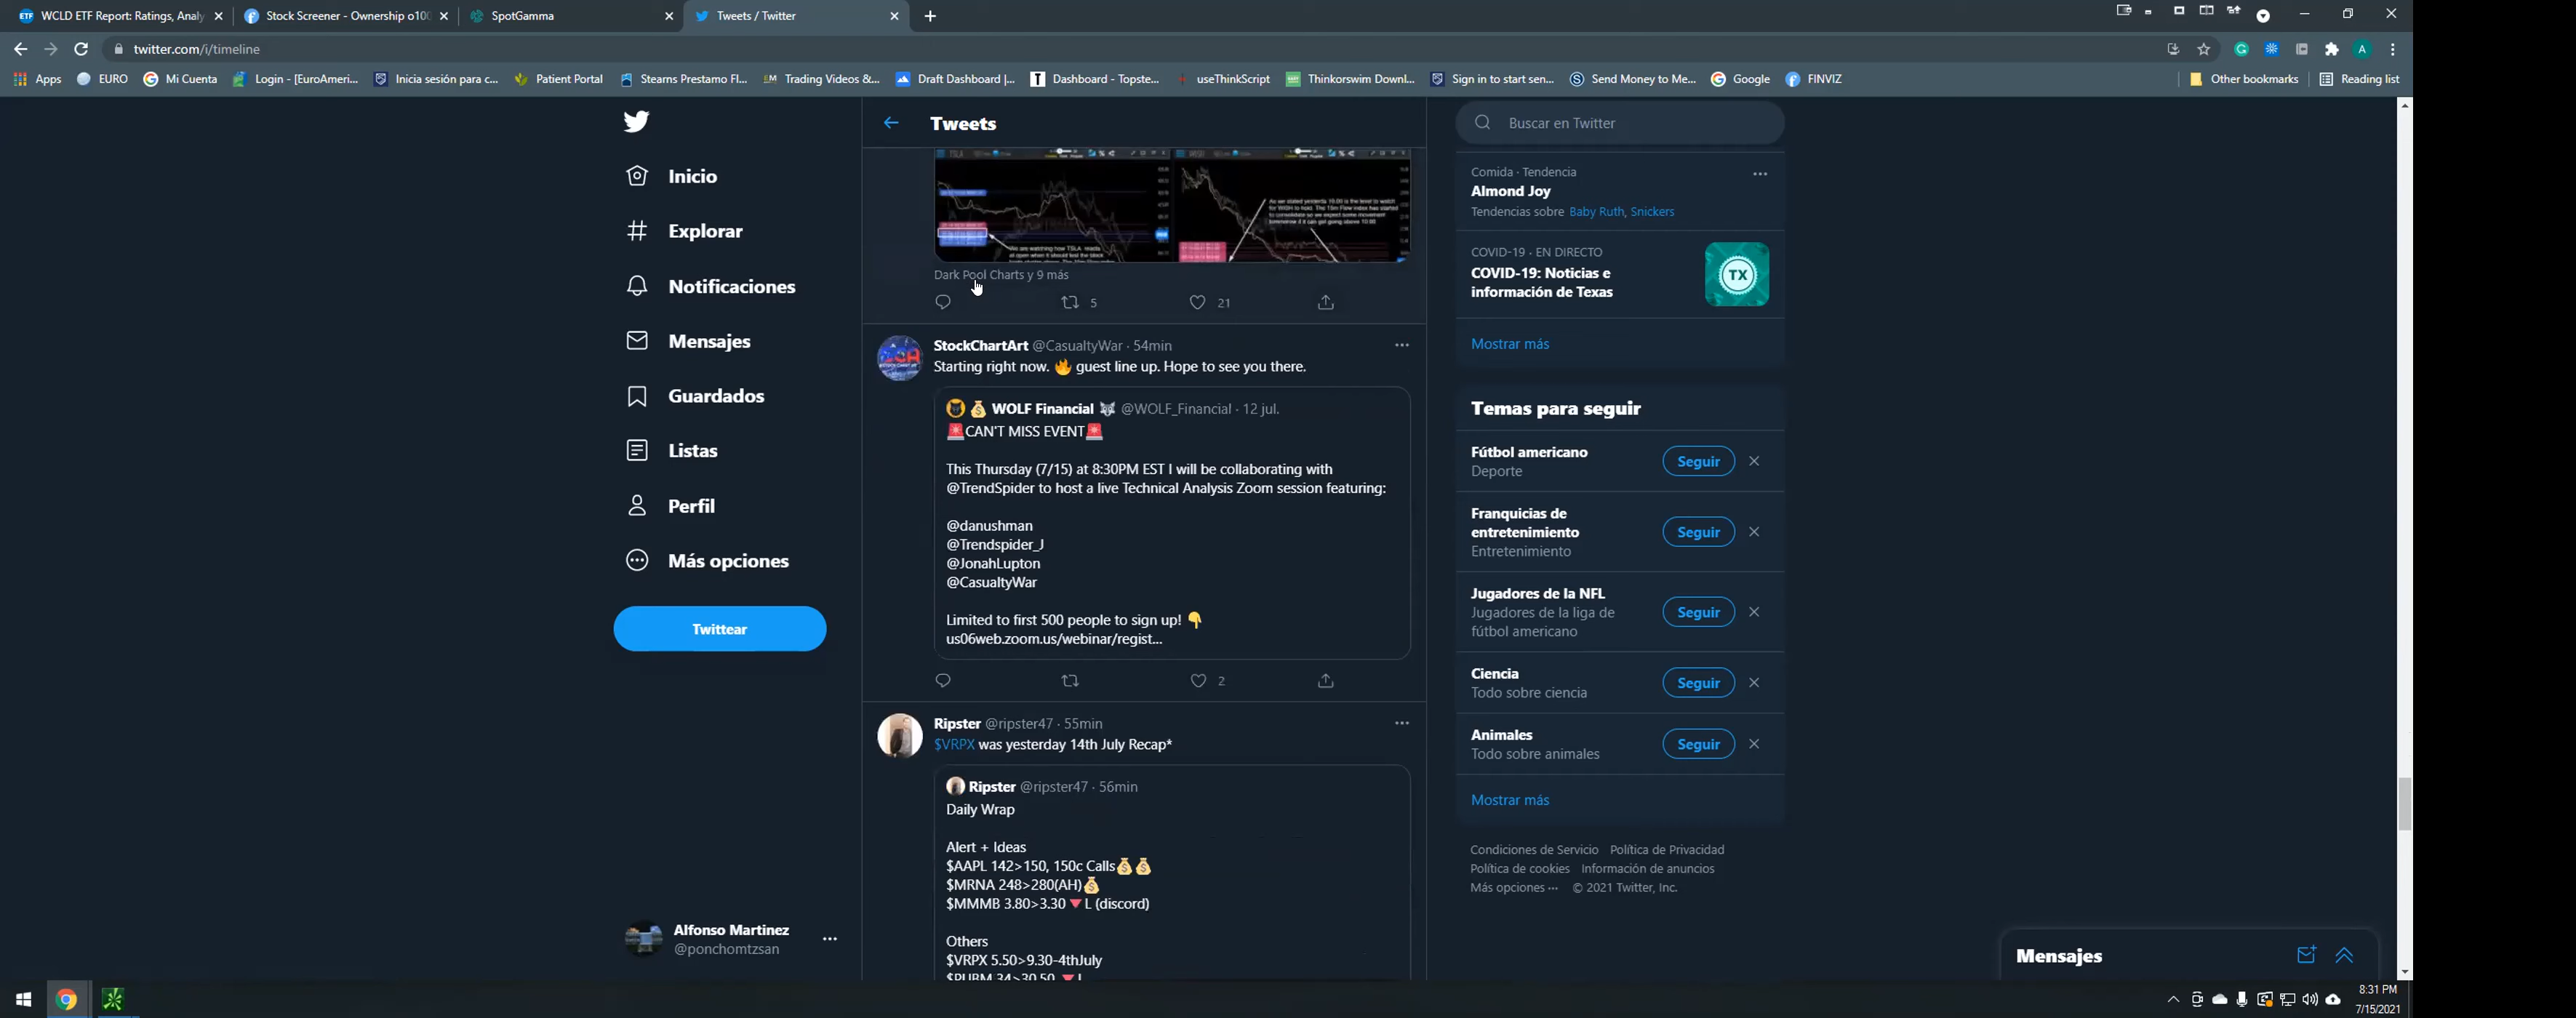 WCLD ETF Report: Ratings, Analy
Stock Screener - Ownership o100
SpotGamma
Tweets / Twitter
twitter.com/i/timeline
Apps
EURO
Mi Cuenta
Login - [EuroAmeri...
Inicia sesión para c...
Patient Portal
Stearns Prestamo Fl...
Trading Videos &...
Draft Dashboard |...
Dashboard - Topste...
useThinkScript
Thinkorswim Downl...
Sign in to start sen...
Send Money to Me...
Google
FINVIZ
Other bookmarks
Reading list
Inicio
Explorar
Notificaciones
Mensajes
Guardados
Listas
Perfil
Más opciones
Twittear
Alfonso Martinez
@ponchomtzsan
Tweets
TSLA
Dark Pool Charts y 9 más
5
21
StockChartArt @CasualtyWar · 54min
Starting right now. 🔥 guest line up. Hope to see you there.
💰 WOLF Financial 🐺 @WOLF_Financial · 12 jul.
🚨CAN'T MISS EVENT🚨
This Thursday (7/15) at 8:30PM EST I will be collaborating with
@TrendSpider to host a live Technical Analysis Zoom session featuring:
@danushman
@Trendspider_J
@JonahLupton
@CasualtyWar
Limited to first 500 people to sign up! 👇
us06web.zoom.us/webinar/regist...
2
Ripster @ripster47 · 55min
$VRPX was yesterday 14th July Recap*
Ripster @ripster47 · 56min
Daily Wrap
Alert + Ideas
$AAPL 142>150, 150c Calls💰💰
$MRNA 248>280(AH)💰
$MMMB 3.80>3.30🔻L (discord)
Others
$VRPX 5.50>9.30-4thJuly
$PUBM 34>30.50 🔻L
Buscar en Twitter
Comida · Tendencia
Almond Joy
Tendencias sobre Baby Ruth, Snickers
COVID-19 · EN DIRECTO
COVID-19: Noticias e
información de Texas
TX
Mostrar más
Temas para seguir
Fútbol americano
Deporte
Seguir
Franquicias de
entretenimiento
Entretenimiento
Seguir
Jugadores de la NFL
Jugadores de la liga de
fútbol americano
Seguir
Ciencia
Todo sobre ciencia
Seguir
Animales
Todo sobre animales
Seguir
Mostrar más
Condiciones de Servicio Política de Privacidad
Política de cookies Información de anuncios
Más opciones ··· © 2021 Twitter, Inc.
Mensajes
8:31 PM
7/15/2021